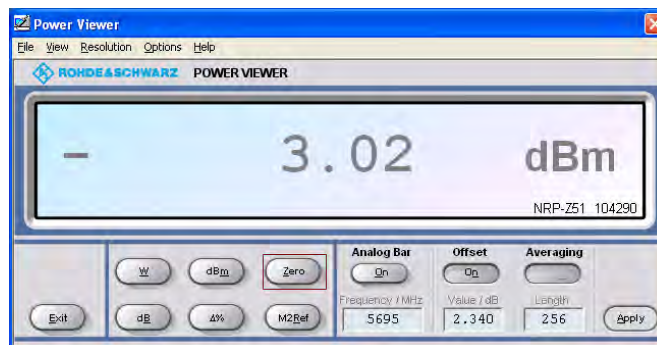 Power Viewer
File View Resolution Options Help
ROHDE&SCHWARZ POWER VIEWER
- 3.02 dBm
NRP-Z51 104290
Analog Bar Offset Averaging
W dBm Zero On On
Frequency / MHz Value / dB Length
Exit dB Δ% M2Ref 5695 2.340 256 Apply